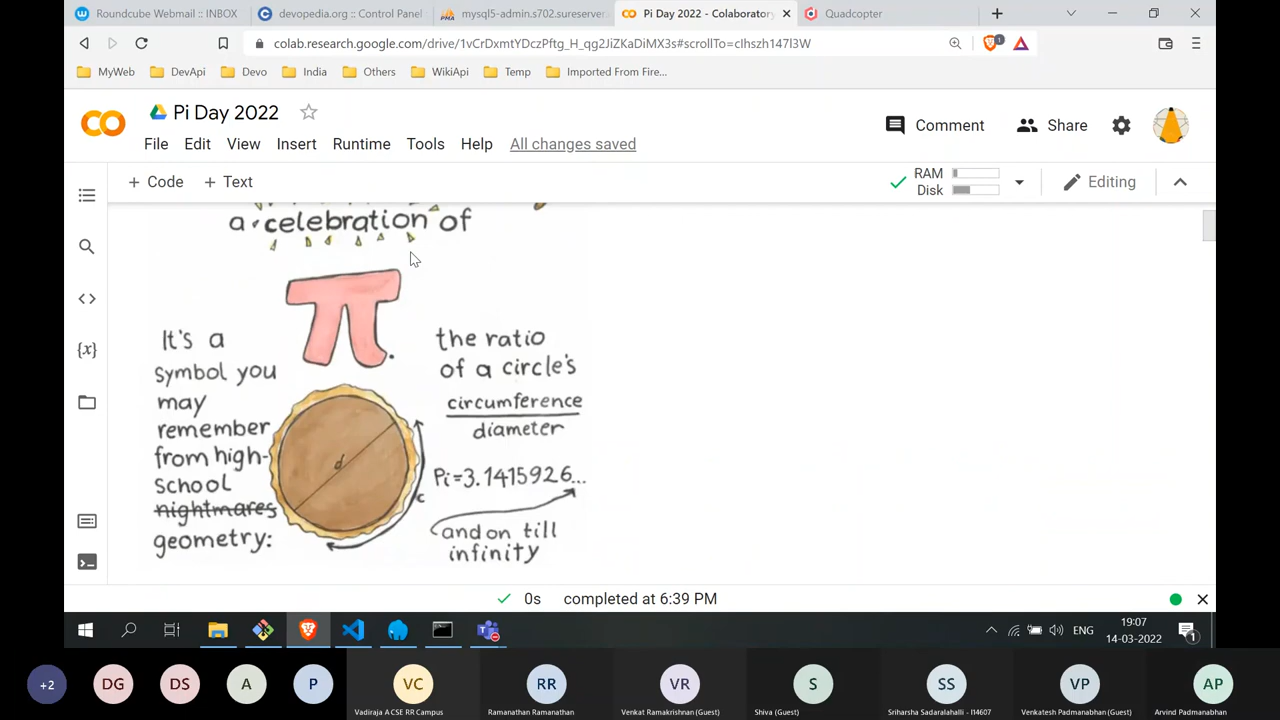 Roundcube Webmail :: INBOX
devopedia.org :: Control Panel
mysql5-admin.s702.sureserver.
Pi Day 2022 - Colaboratory
Quadcopter
colab.research.google.com/drive/1vCrDxmtYDczPftg_H_qg2JiZKaDiMX3s#scrollTo=cIhszh147l3W
1
MyWeb
DevApi
Devo
India
Others
WikiApi
Temp
Imported From Fire...
CO
Pi Day 2022
File Edit View Insert Runtime Tools Help All changes saved
Comment
Share
+ Code + Text
RAM
Disk
Editing
a celebration of
π.
It's a
symbol you
may
remember
from high-
school
nightmares
geometry:
d
c
the ratio
of a circle's
circumference
diameter
Pi=3.1415926...
and on till
infinity
0s completed at 6:39 PM
ENG
19:07
14-03-2022
1
+2
DG
DS
A
P
VC
RR
VR
S
SS
VP
AP
Vadiraja A CSE RR Campus
Ramanathan Ramanathan
Venkat Ramakrishnan (Guest)
Shiva (Guest)
Sriharsha Sadaralahalli - I14607
Venkatesh Padmanabhan (Guest)
Arvind Padmanabhan